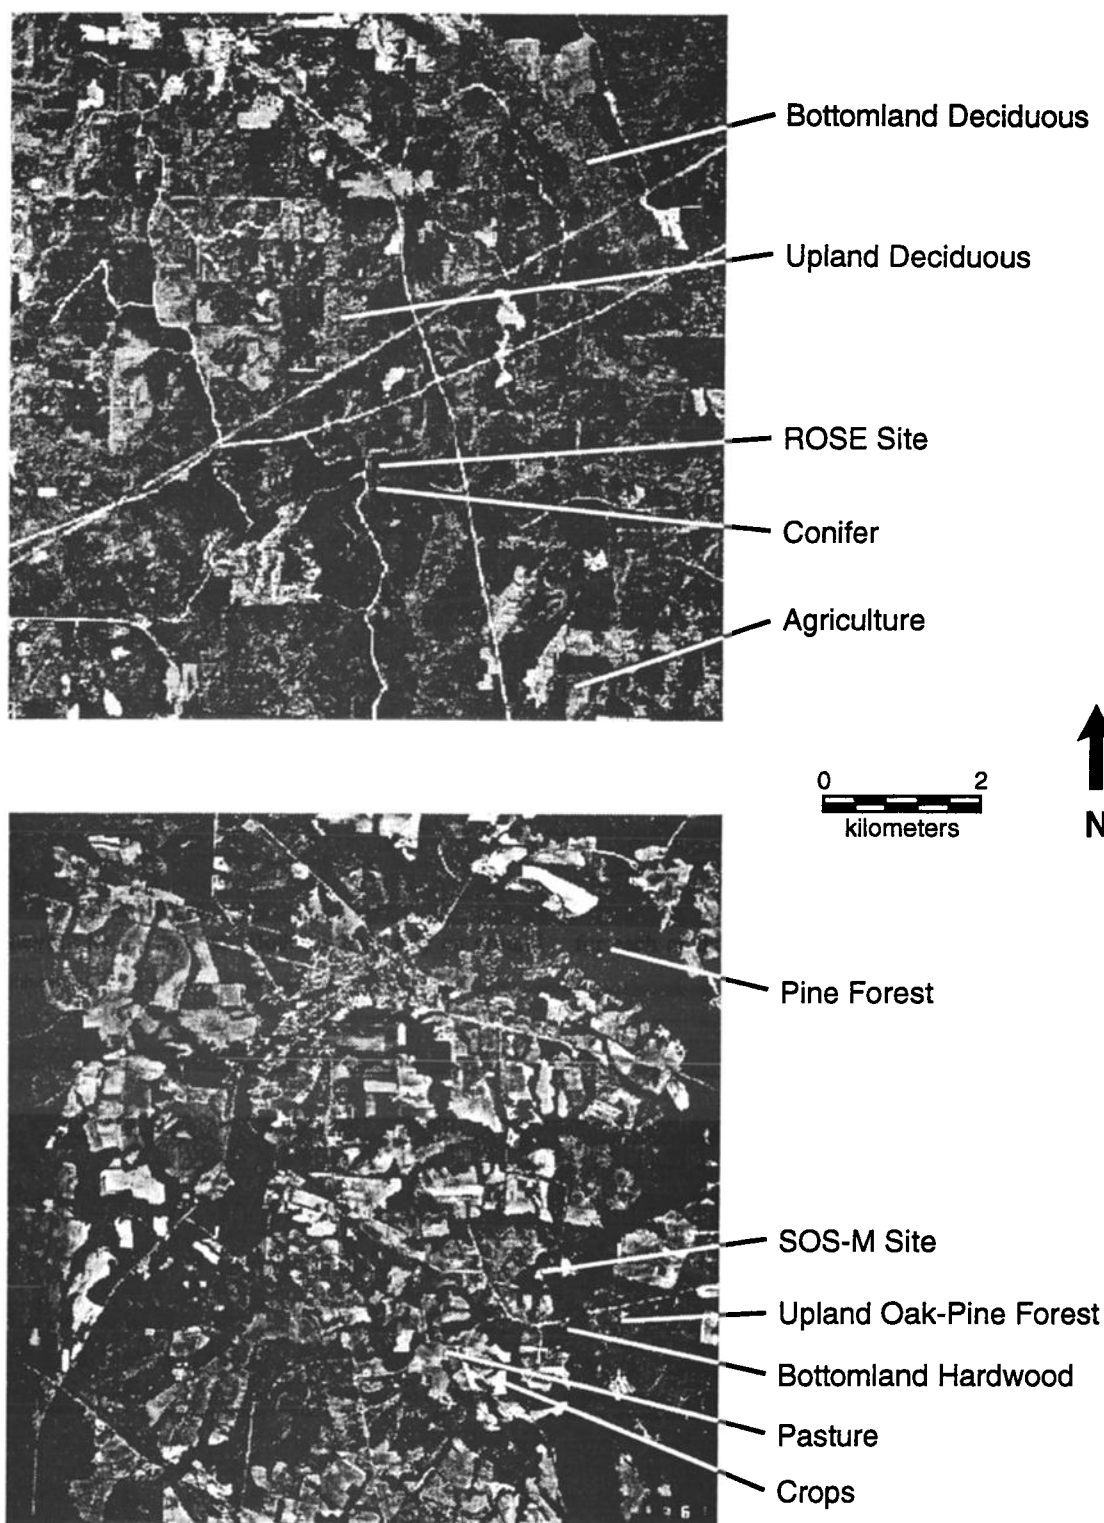 Bottomland Deciduous
Upland Deciduous
ROSE Site
Conifer
Agriculture
0 2
kilometers
N
Pine Forest
SOS-M Site
Upland Oak-Pine Forest
Bottomland Hardwood
Pasture
Crops